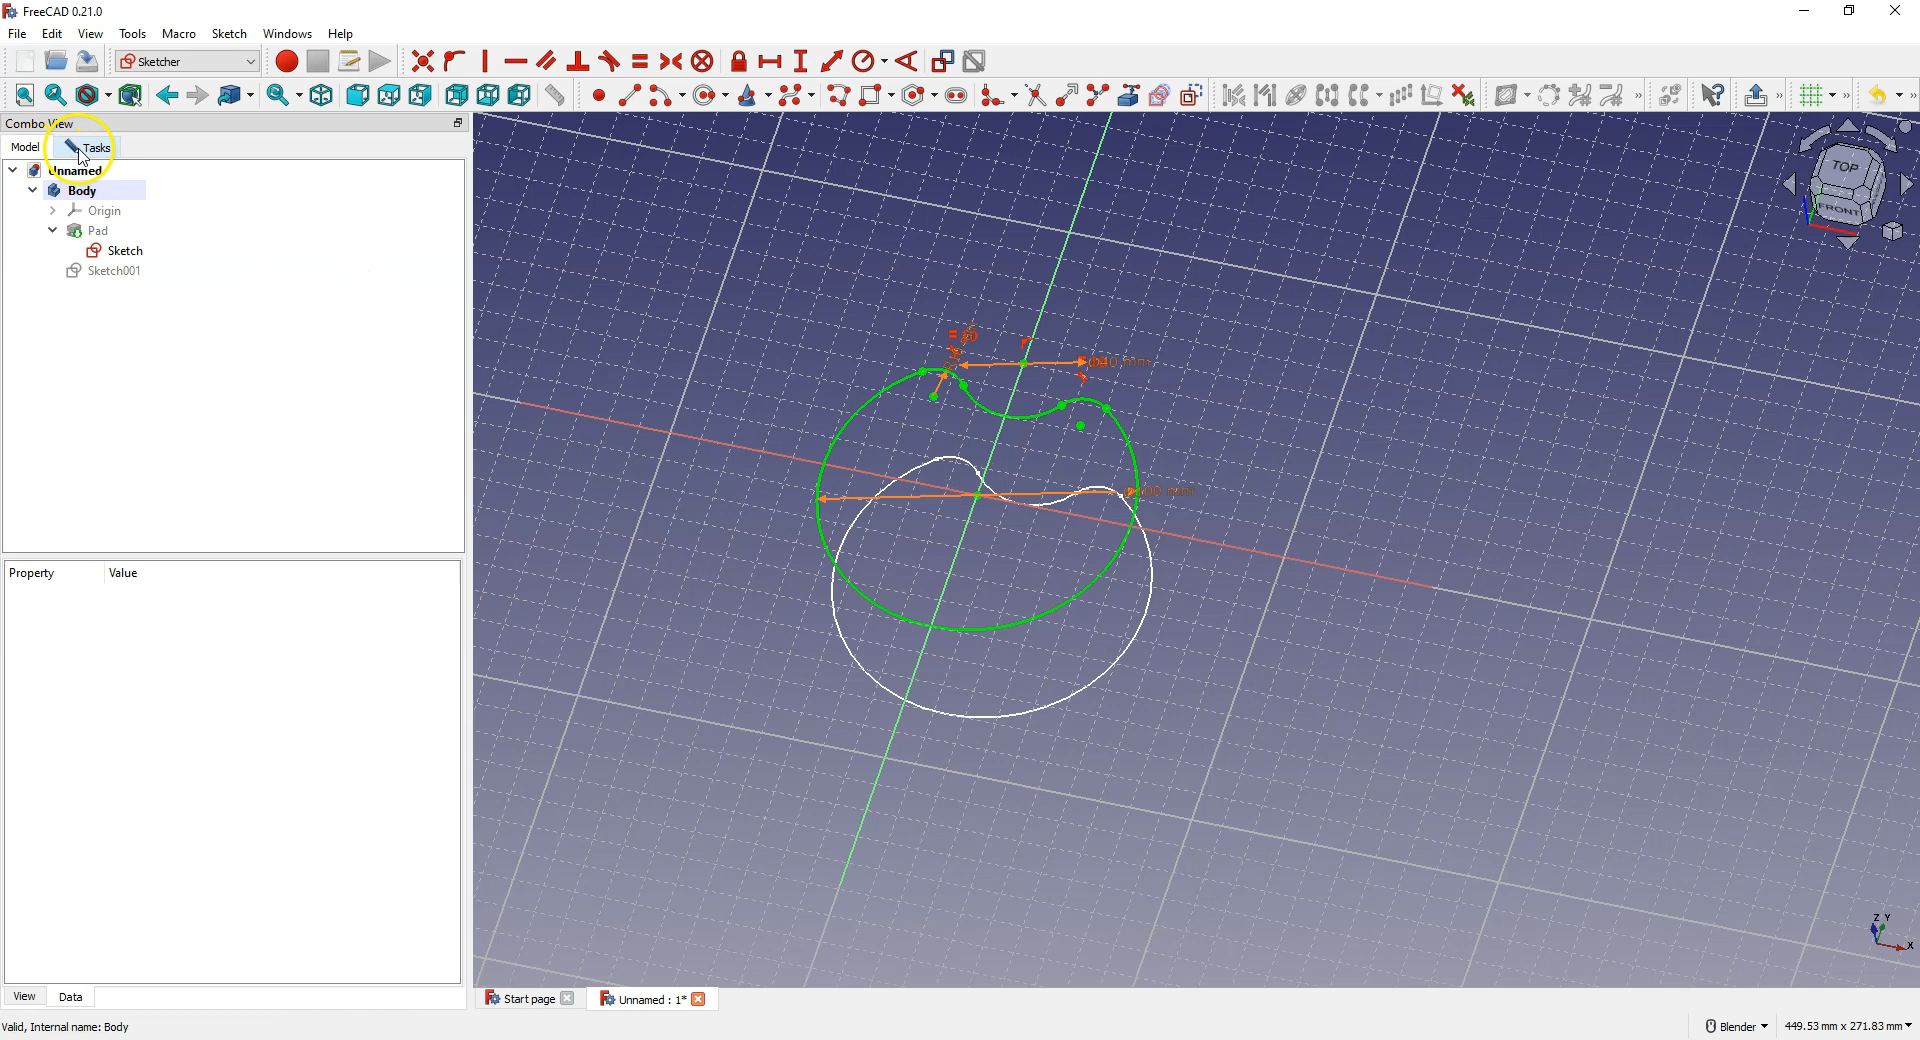 FreeCAD 0.21.0
File Edit View Tools Macro Sketch Windows Help
Sketcher
Combo View
Model Tasks
Unnamed
Body
Origin
Pad
Sketch
Sketch001
Property Value
View Data
Start page Unnamed : 1*
Valid, Internal name: Body
Blender 449.53 mm x 271.83 mm
TOP
FRONT
Z Y
X